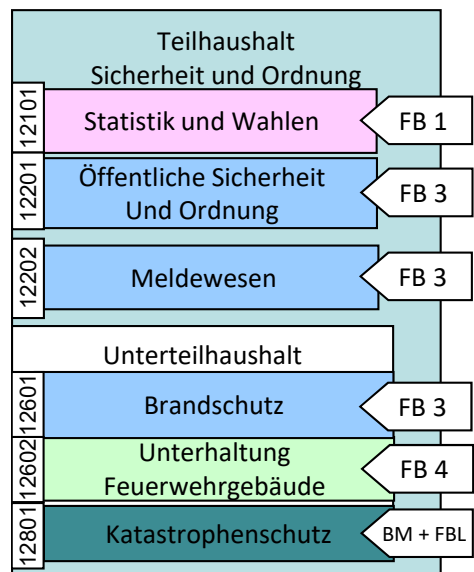 Teilhaushalt
Sicherheit und Ordnung
12101
Statistik und Wahlen
FB 1
12201
Öffentliche Sicherheit
Und Ordnung
FB 3
12202
Meldewesen
FB 3
Unterteilhaushalt
12601
Brandschutz
FB 3
12602
Unterhaltung
Feuerwehrgebäude
FB 4
12801
Katastrophenschutz
BM + FBL